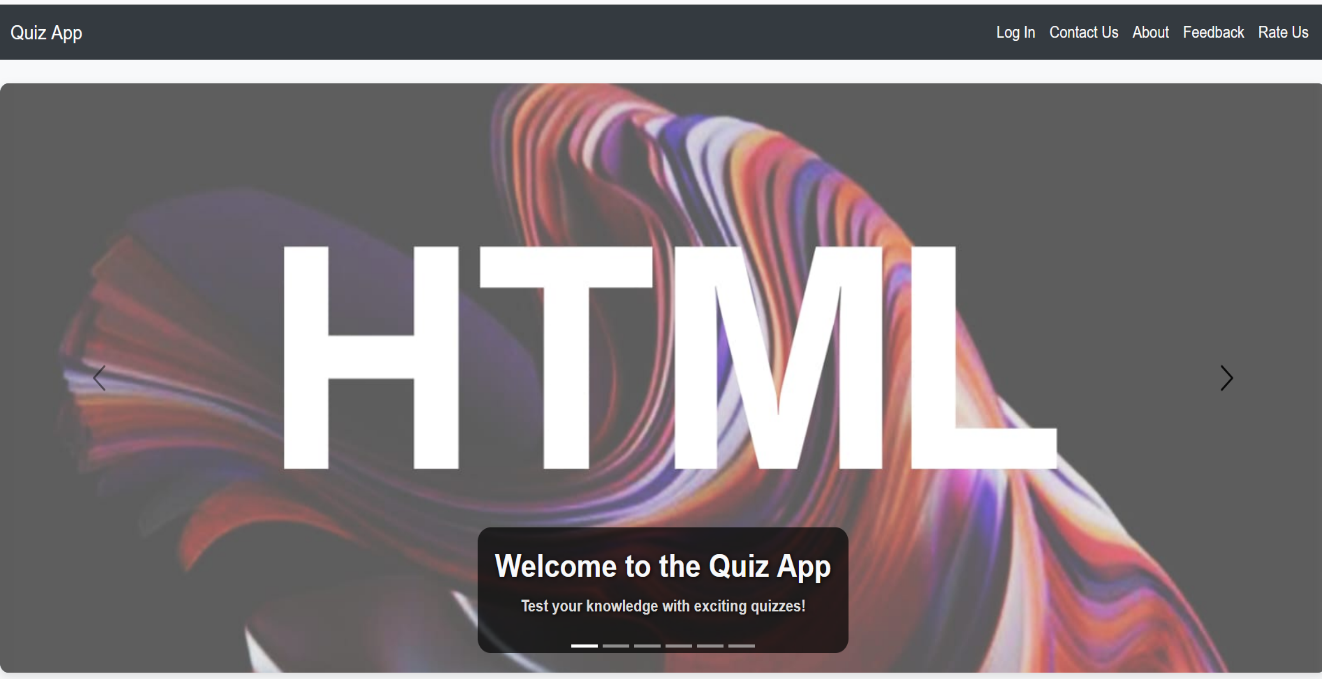 Quiz App
Log In Contact Us About Feedback Rate Us
HTML
Welcome to the Quiz App
Test your knowledge with exciting quizzes!